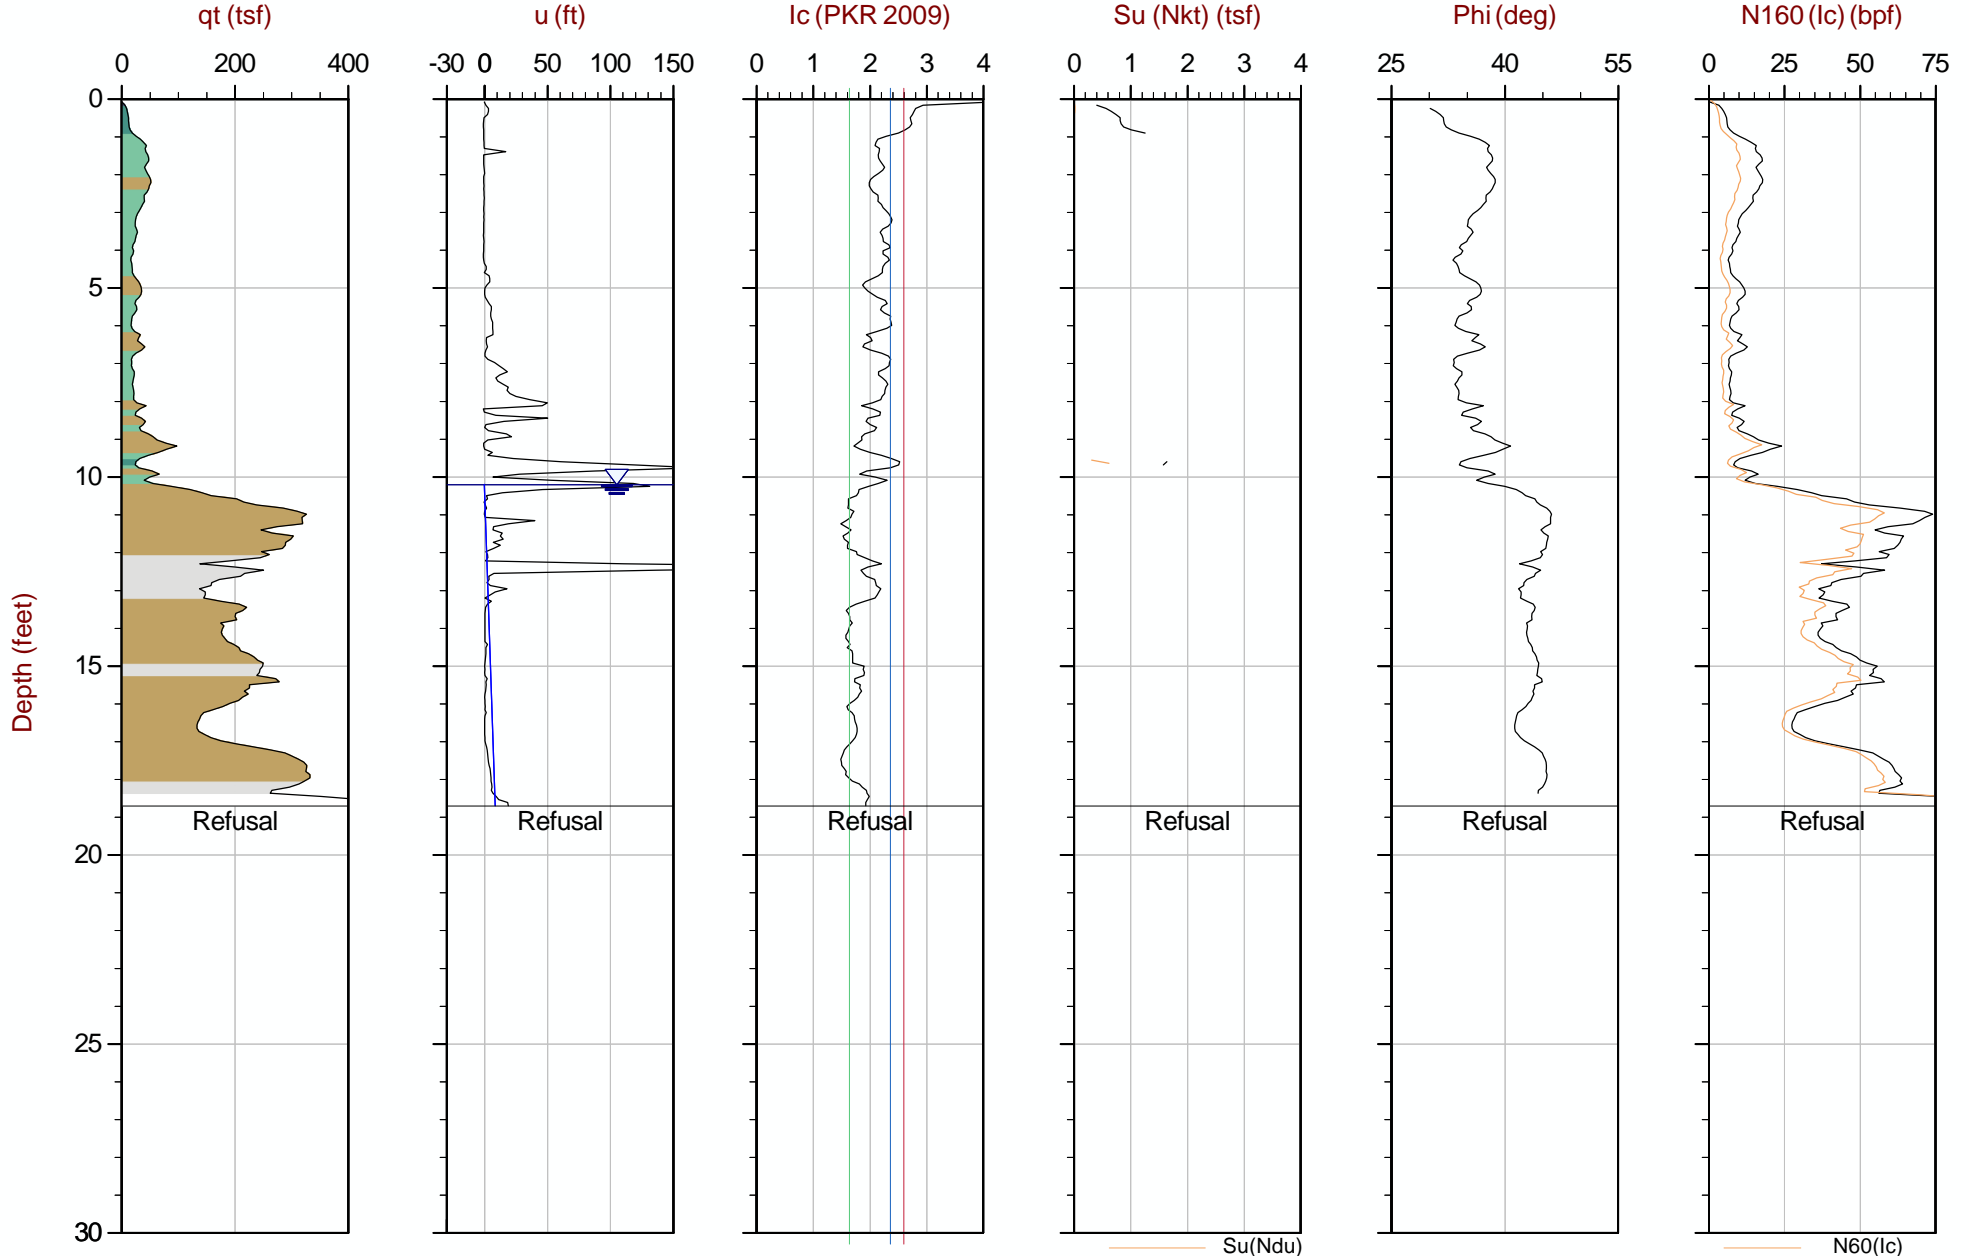 qt (tsf) u (ft) Ic (PKR 2009) Su (Nkt) (tsf) Phi (deg) N160 (Ic) (bpf)
0 200 400 -30 0 50 100 150 0 1 2 3 4 0 1 2 3 4 25 40 55 0 25 50 75
0
5
10
15
Depth (feet)
Refusal Refusal Refusal Refusal Refusal Refusal
20
25
30
Su(Ndu) N60(Ic)